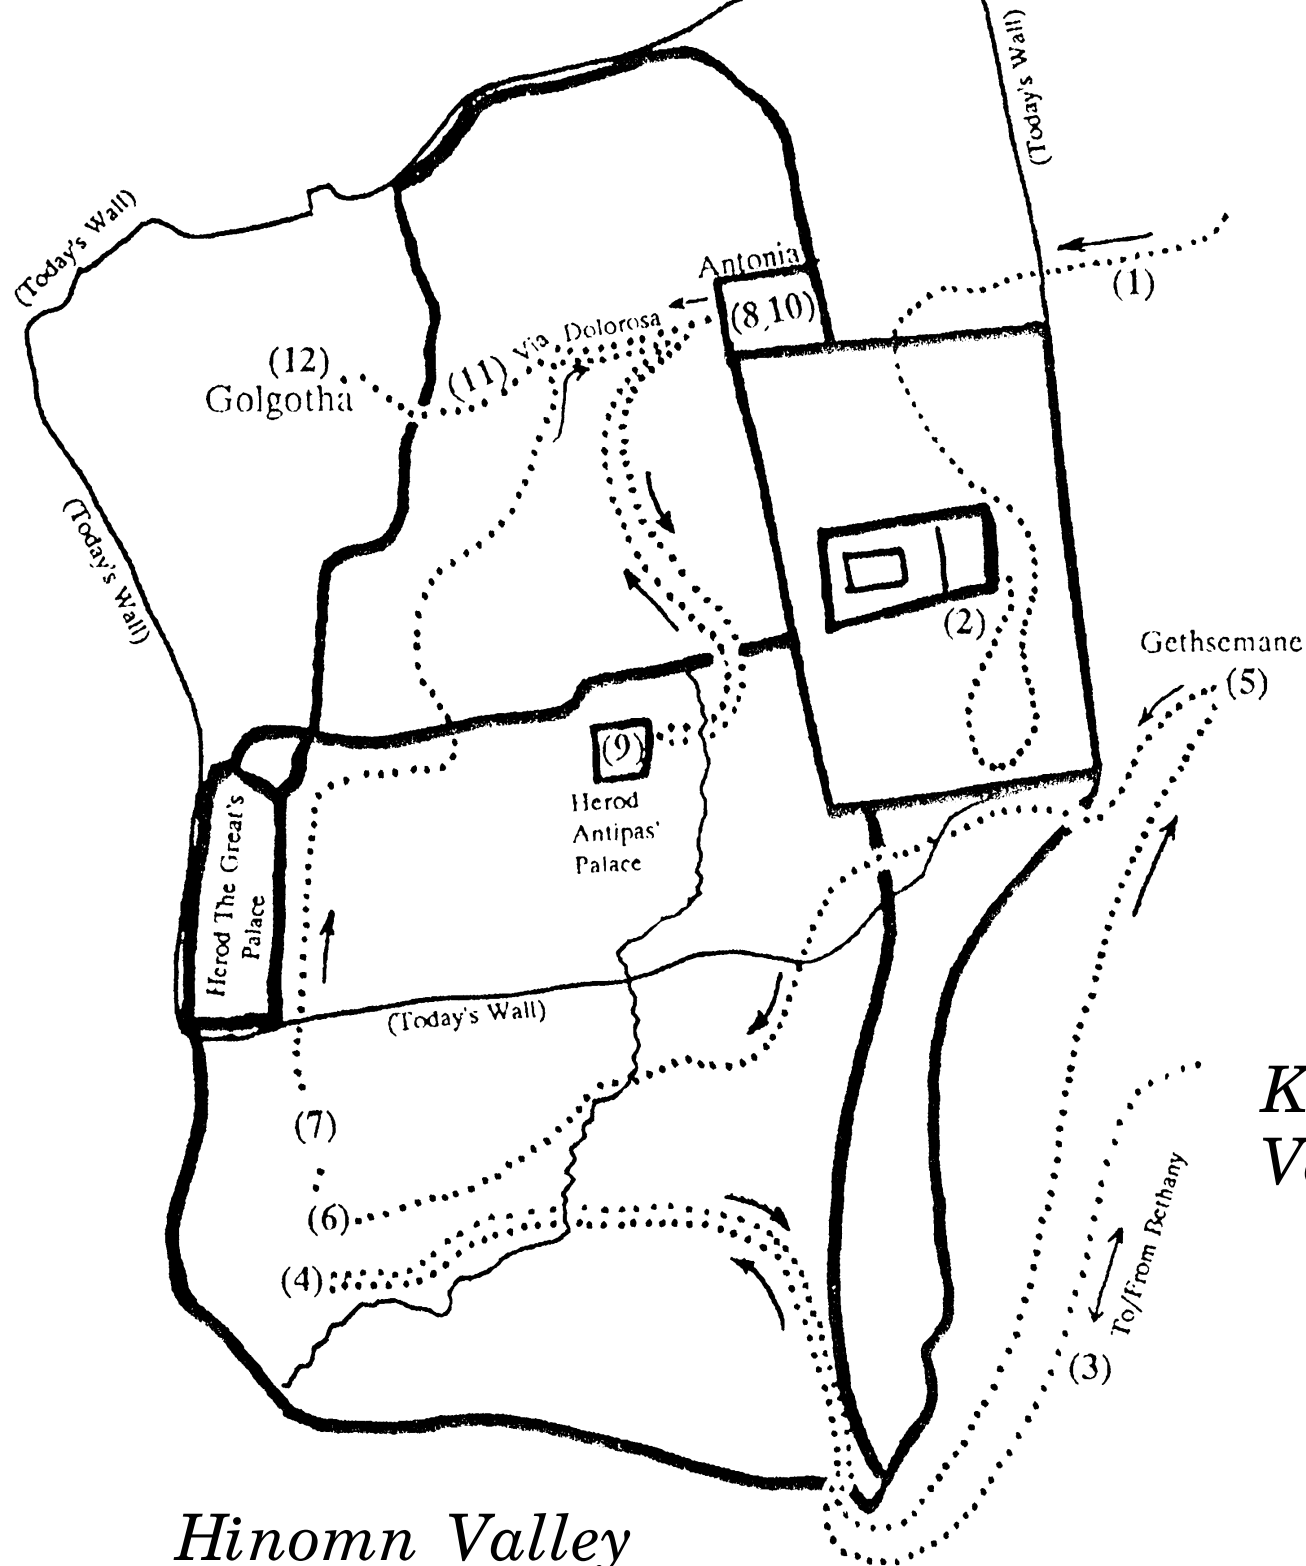 (Today's Wall)
(Today's Wall)
(1)
Antonia
(8,10)
Via Dolorosa
(11)
(12)
Golgotha
(Today's Wall)
(2)
Gethsemane
(5)
(9)
Herod
Antipas'
Palace
Herod The Great's
Palace
(Today's Wall)
(7)
(6)
(4)
To/From Bethany
(3)
Hinomn Valley